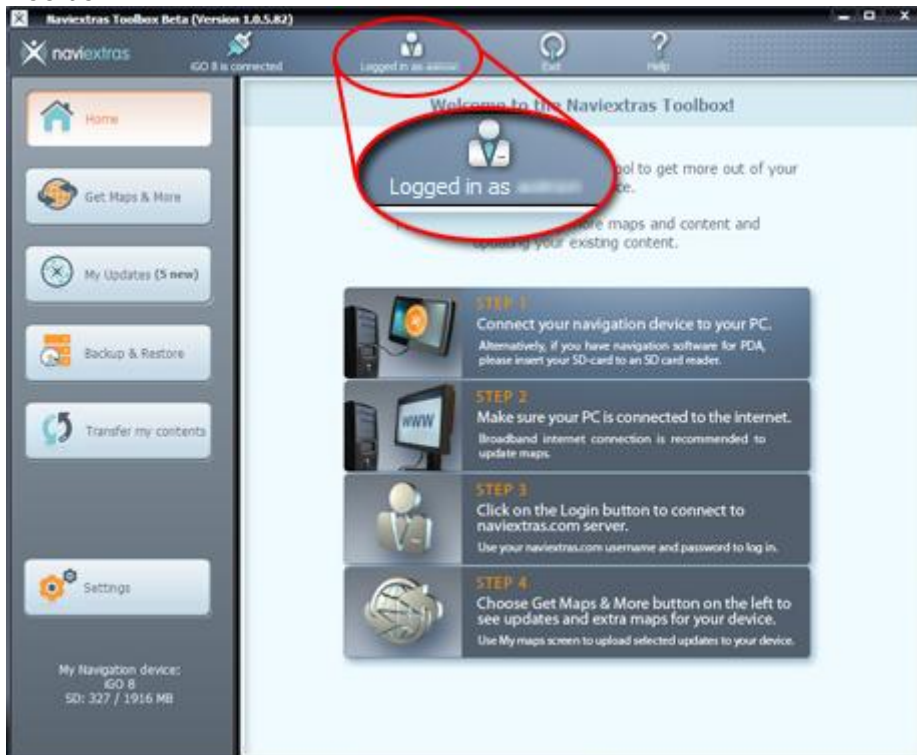 Naviextras Toolbox Beta (Version 1.0.5.82)
naviextras
iGO 8 is connected
Logged in as
Exit
Help
Home
Get Maps & More
My Updates (5 new)
Backup & Restore
Transfer my contents
Settings
My Navigation device:
iGO 8
SD: 327 / 1916 MB
Welcome to the Naviextras Toolbox!
Logged in as
to get more out of your
more maps and content and
updating your existing content.
STEP 1
Connect your navigation device to your PC.
Alternatively, if you have navigation software for PDA,
please insert your SD-card to an SD card reader.
WWW
STEP 2
Make sure your PC is connected to the internet.
Broadband internet connection is recommended to
update maps.
STEP 3
Click on the Login button to connect to
naviextras.com server.
Use your naviextras.com username and password to log in.
STEP 4
Choose Get Maps & More button on the left to
see updates and extra maps for your device.
Use My maps screen to upload selected updates to your device.